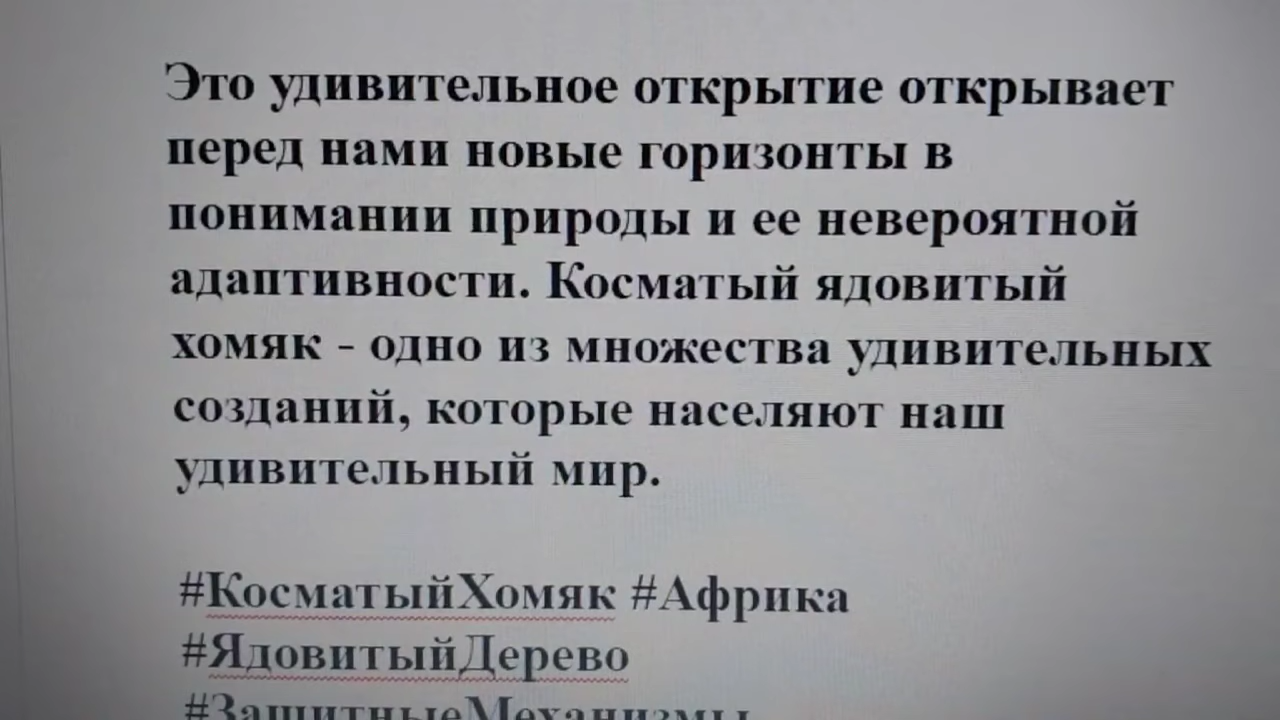 Это удивительное открытие открывает
перед нами новые горизонты в
понимании природы и ее невероятной
адаптивности. Косматый ядовитый
хомяк - одно из множества удивительных
созданий, которые населяют наш
удивительный мир.
#КосматыйХомяк #Африка
#ЯдовитыйДерево
#ЗащитныеМеханизмы